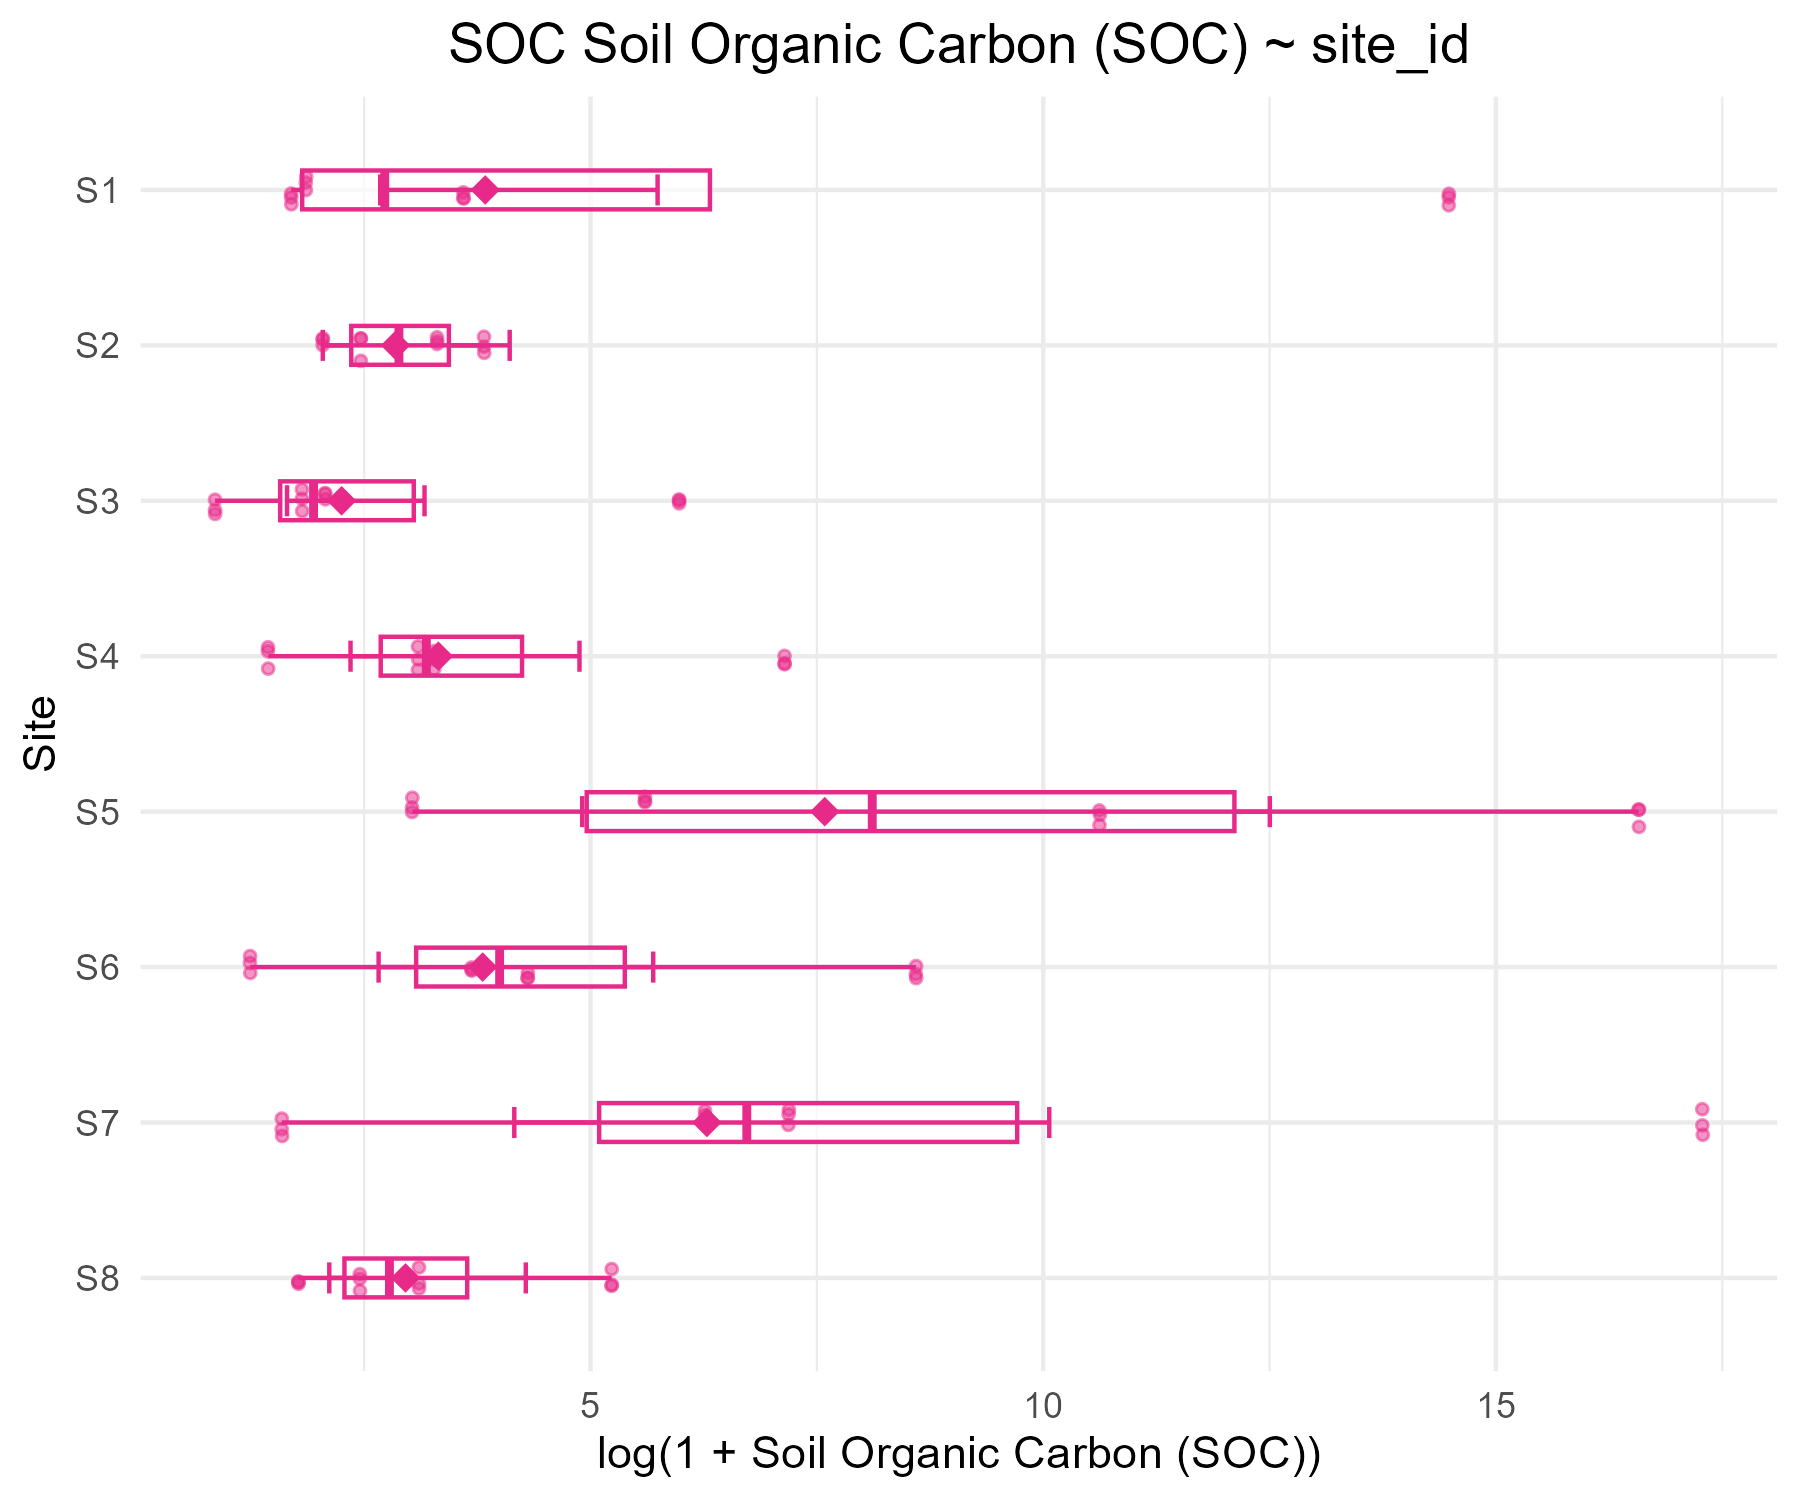 SOC Soil Organic Carbon (SOC) ~ site_id
S1
S2
S3
S4
S5
S6
S7
S8
Site
5 10 15
log(1 + Soil Organic Carbon (SOC))